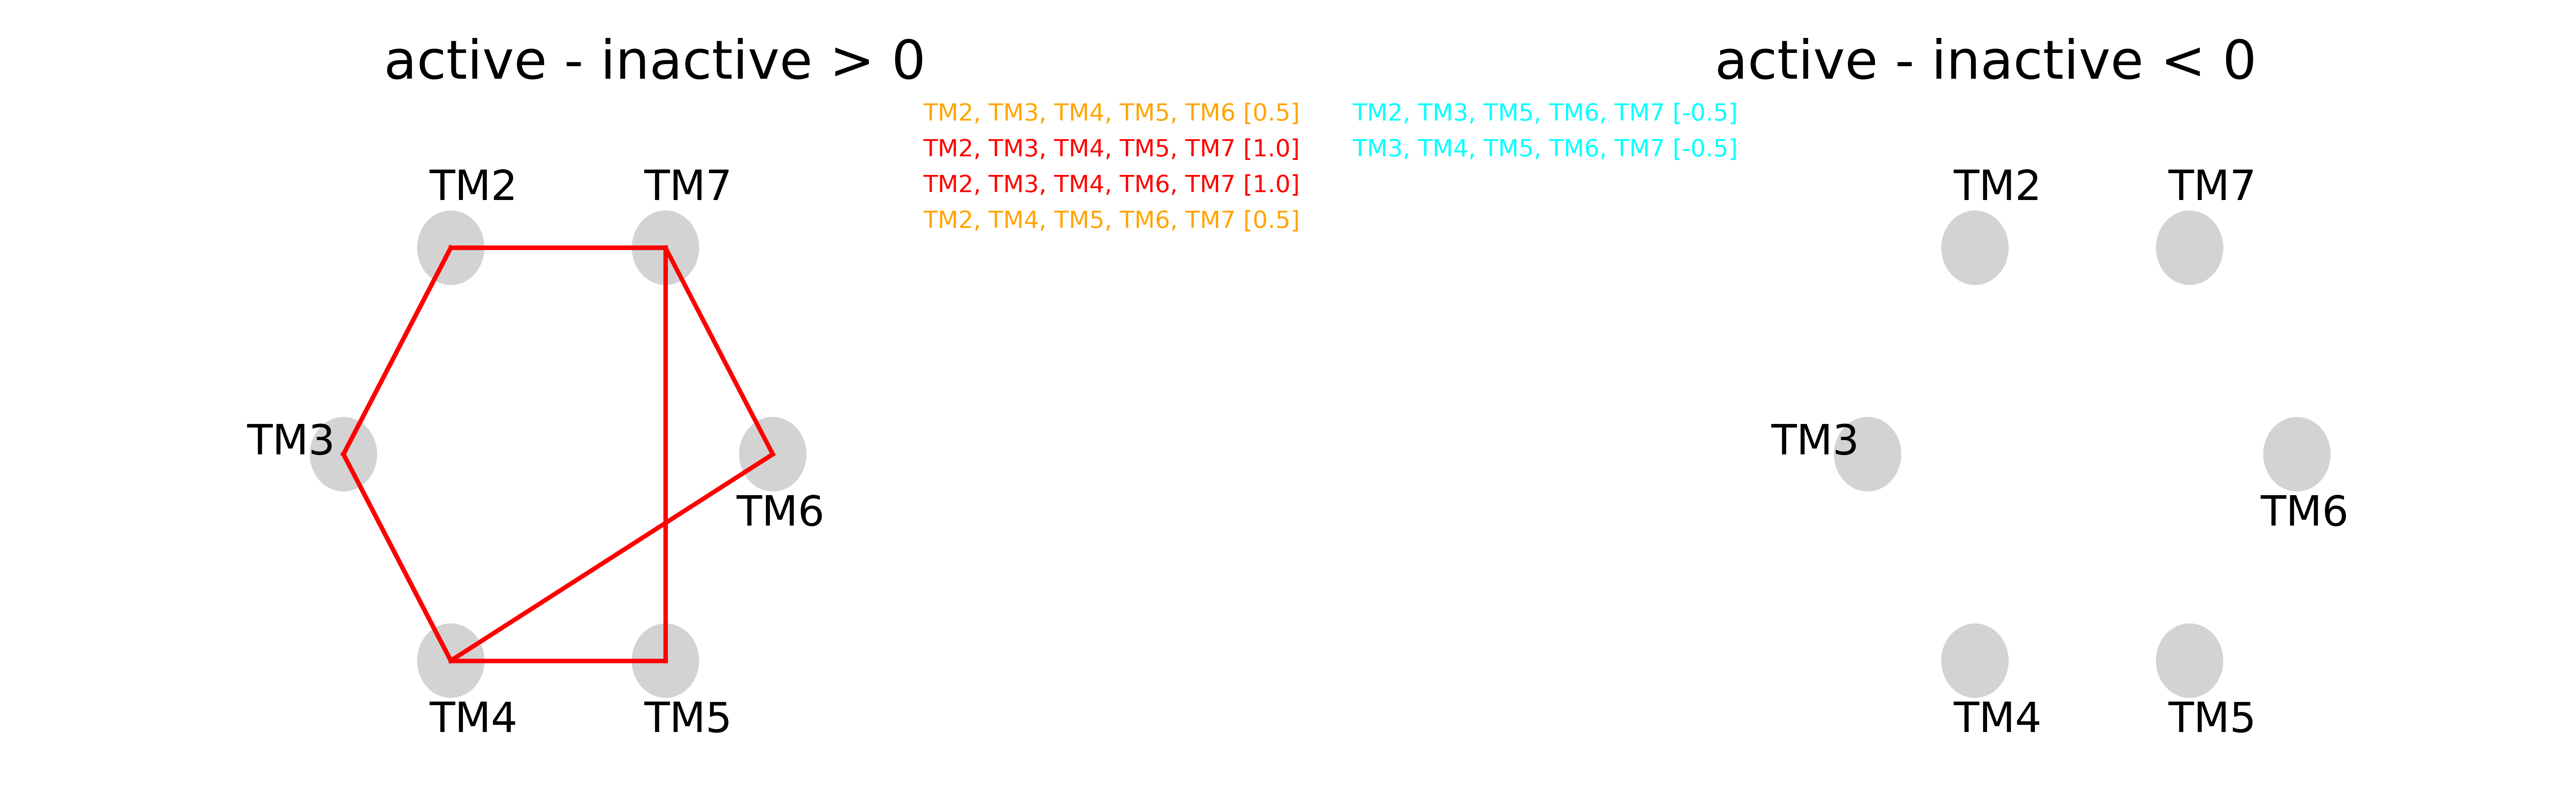 active - inactive > 0
active - inactive < 0
TM2, TM3, TM4, TM5, TM6 [0.5]
TM2, TM3, TM4, TM5, TM7 [1.0]
TM2, TM3, TM4, TM6, TM7 [1.0]
TM2, TM4, TM5, TM6, TM7 [0.5]
TM2, TM3, TM5, TM6, TM7 [-0.5]
TM3, TM4, TM5, TM6, TM7 [-0.5]
TM2
TM7
TM3
TM6
TM4
TM5
TM2
TM7
TM3
TM6
TM4
TM5